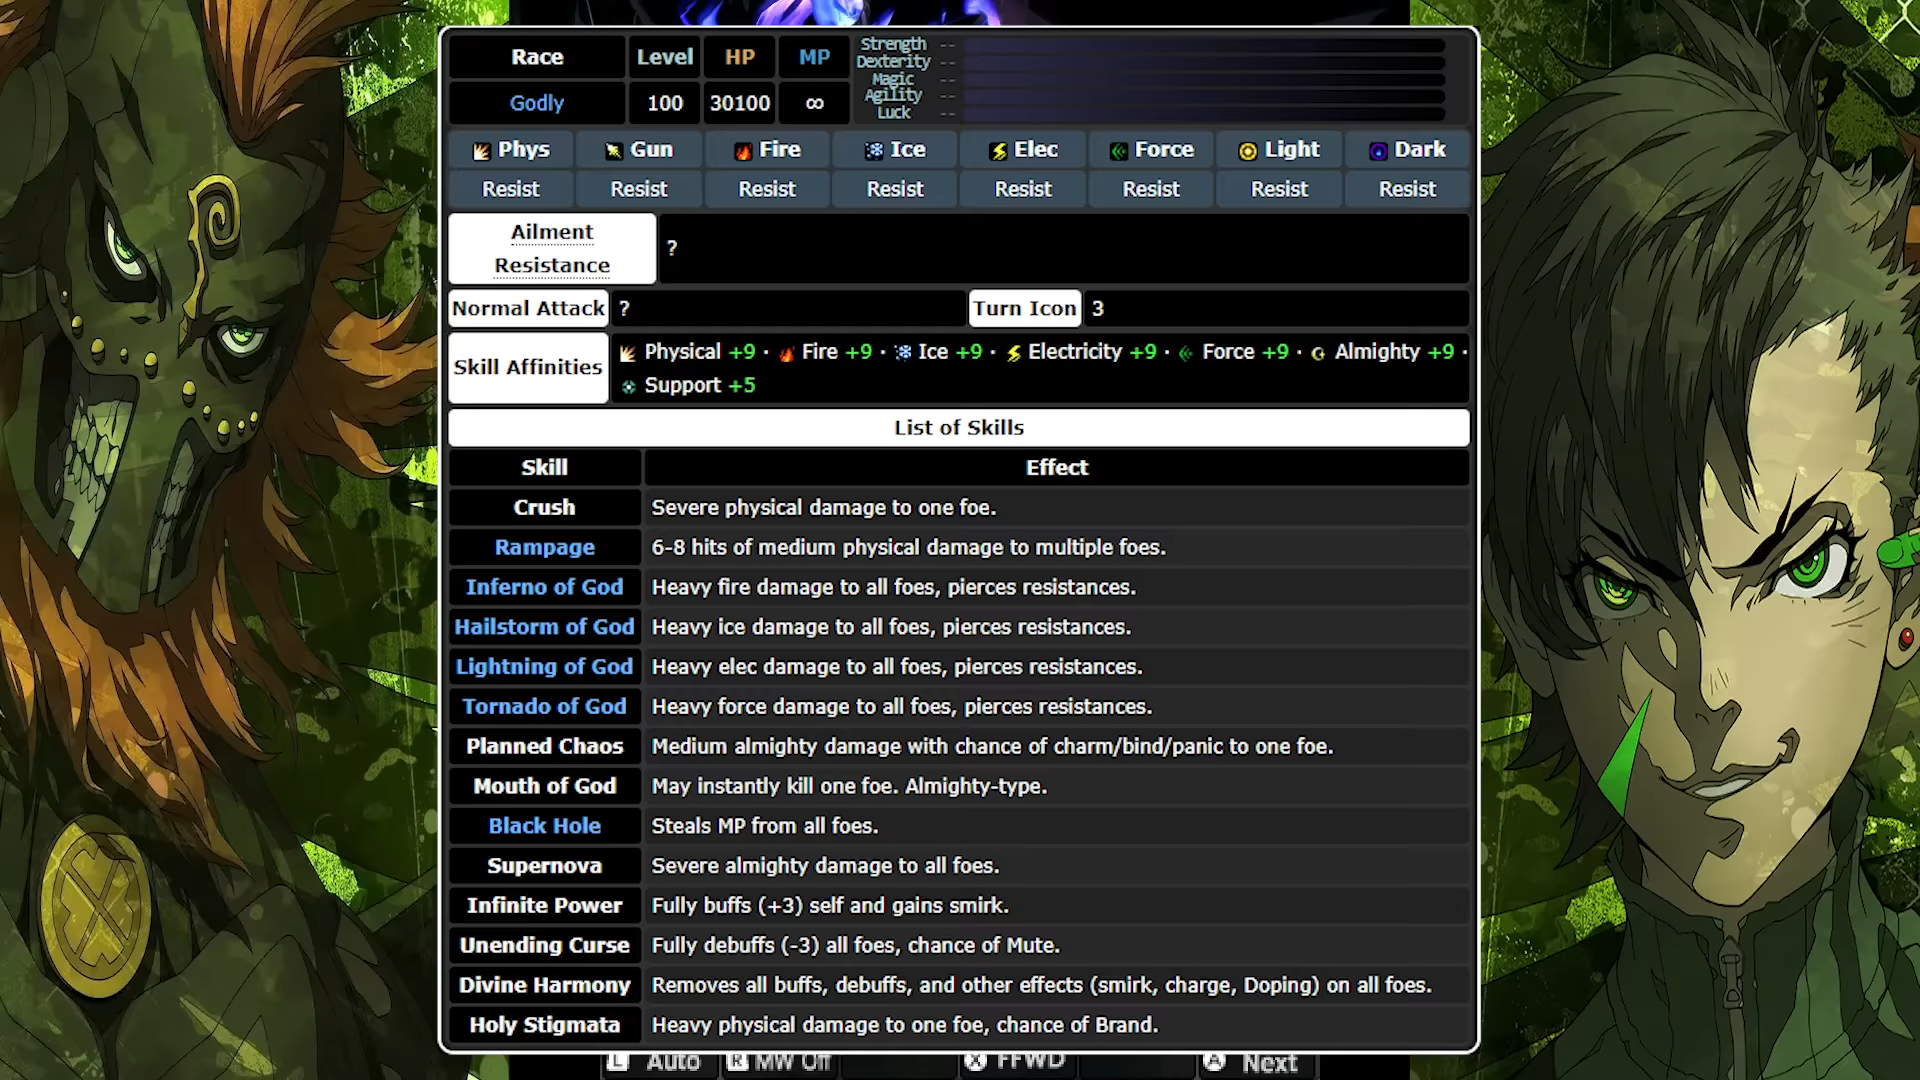 Race Level HP MP
Strength --
Dexterity --
Magic --
Agility --
Luck --
Godly 100 30100 ∞
Phys Gun Fire Ice Elec Force Light Dark
Resist Resist Resist Resist Resist Resist Resist Resist
Ailment
Resistance
?
Normal Attack ? Turn Icon 3
Skill Affinities
Physical +9 · Fire +9 · Ice +9 · Electricity +9 · Force +9 · Almighty +9 ·
Support +5
List of Skills
Skill Effect
Crush Severe physical damage to one foe.
Rampage 6-8 hits of medium physical damage to multiple foes.
Inferno of God Heavy fire damage to all foes, pierces resistances.
Hailstorm of God Heavy ice damage to all foes, pierces resistances.
Lightning of God Heavy elec damage to all foes, pierces resistances.
Tornado of God Heavy force damage to all foes, pierces resistances.
Planned Chaos Medium almighty damage with chance of charm/bind/panic to one foe.
Mouth of God May instantly kill one foe. Almighty-type.
Black Hole Steals MP from all foes.
Supernova Severe almighty damage to all foes.
Infinite Power Fully buffs (+3) self and gains smirk.
Unending Curse Fully debuffs (-3) all foes, chance of Mute.
Divine Harmony Removes all buffs, debuffs, and other effects (smirk, charge, Doping) on all foes.
Holy Stigmata Heavy physical damage to one foe, chance of Brand.
L Auto R MW Off X FFWD A Next